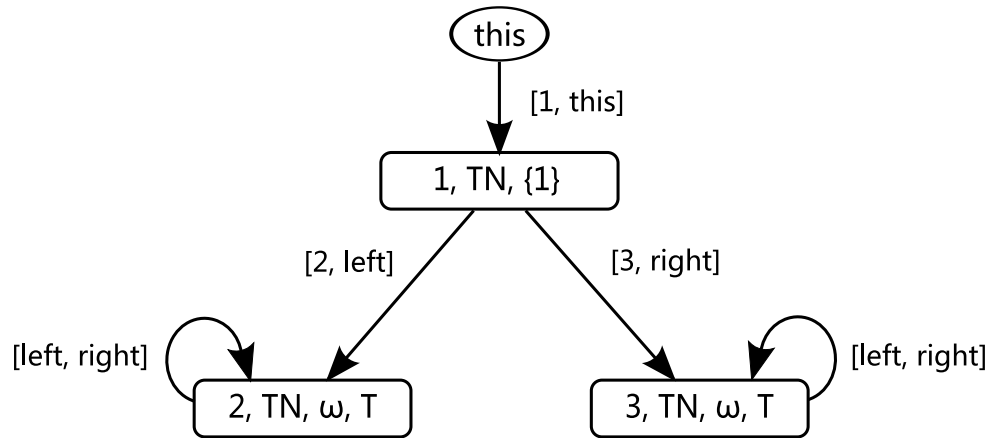 this
[1, this]
1, TN, {1}
[2, left]
[3, right]
[left, right]
[left, right]
2, TN, ω, T
3, TN, ω, T